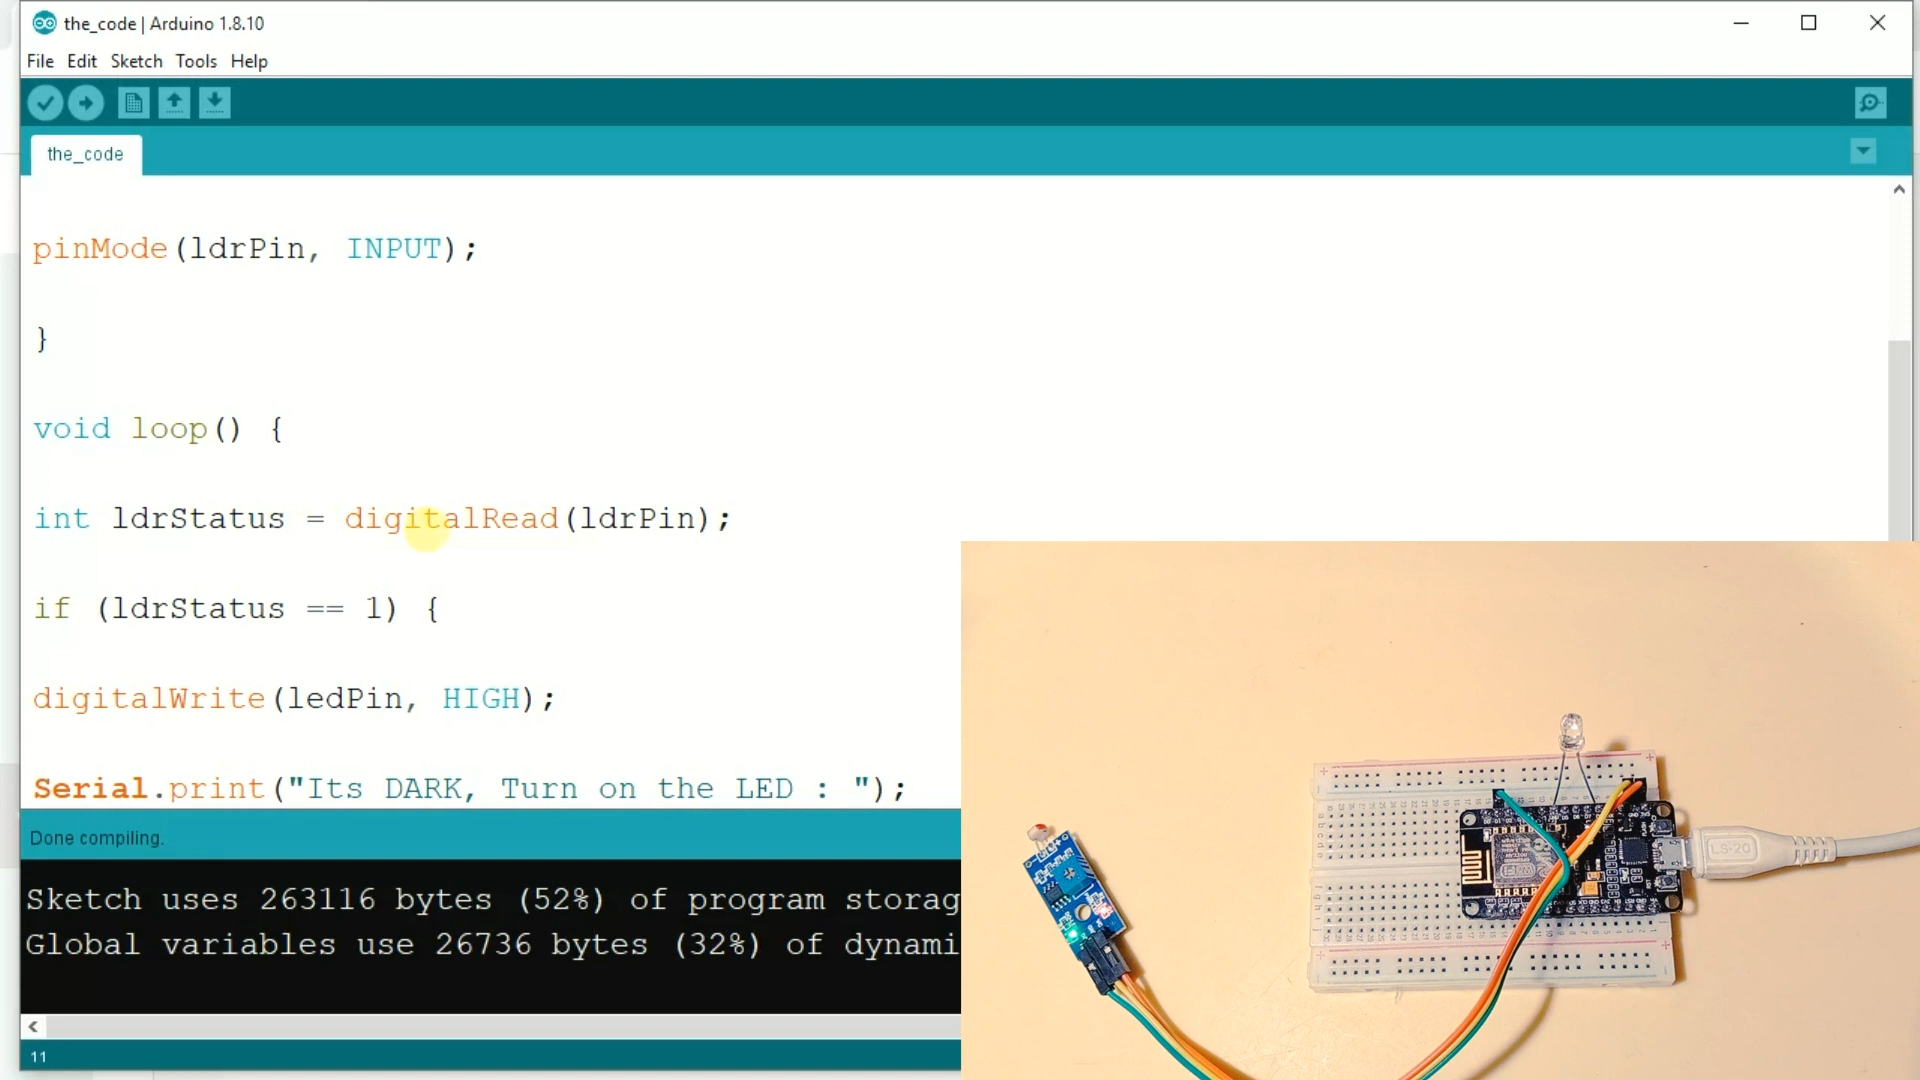 the_code | Arduino 1.8.10
File Edit Sketch Tools Help
the_code
pinMode(ldrPin, INPUT);
}
void loop() {
int ldrStatus = digitalRead(ldrPin);
if (ldrStatus == 1) {
digitalWrite(ledPin, HIGH);
Serial.print("Its DARK, Turn on the LED : ");
Done compiling.
Sketch uses 263116 bytes (52%) of program storag
Global variables use 26736 bytes (32%) of dynami
11
LS-20